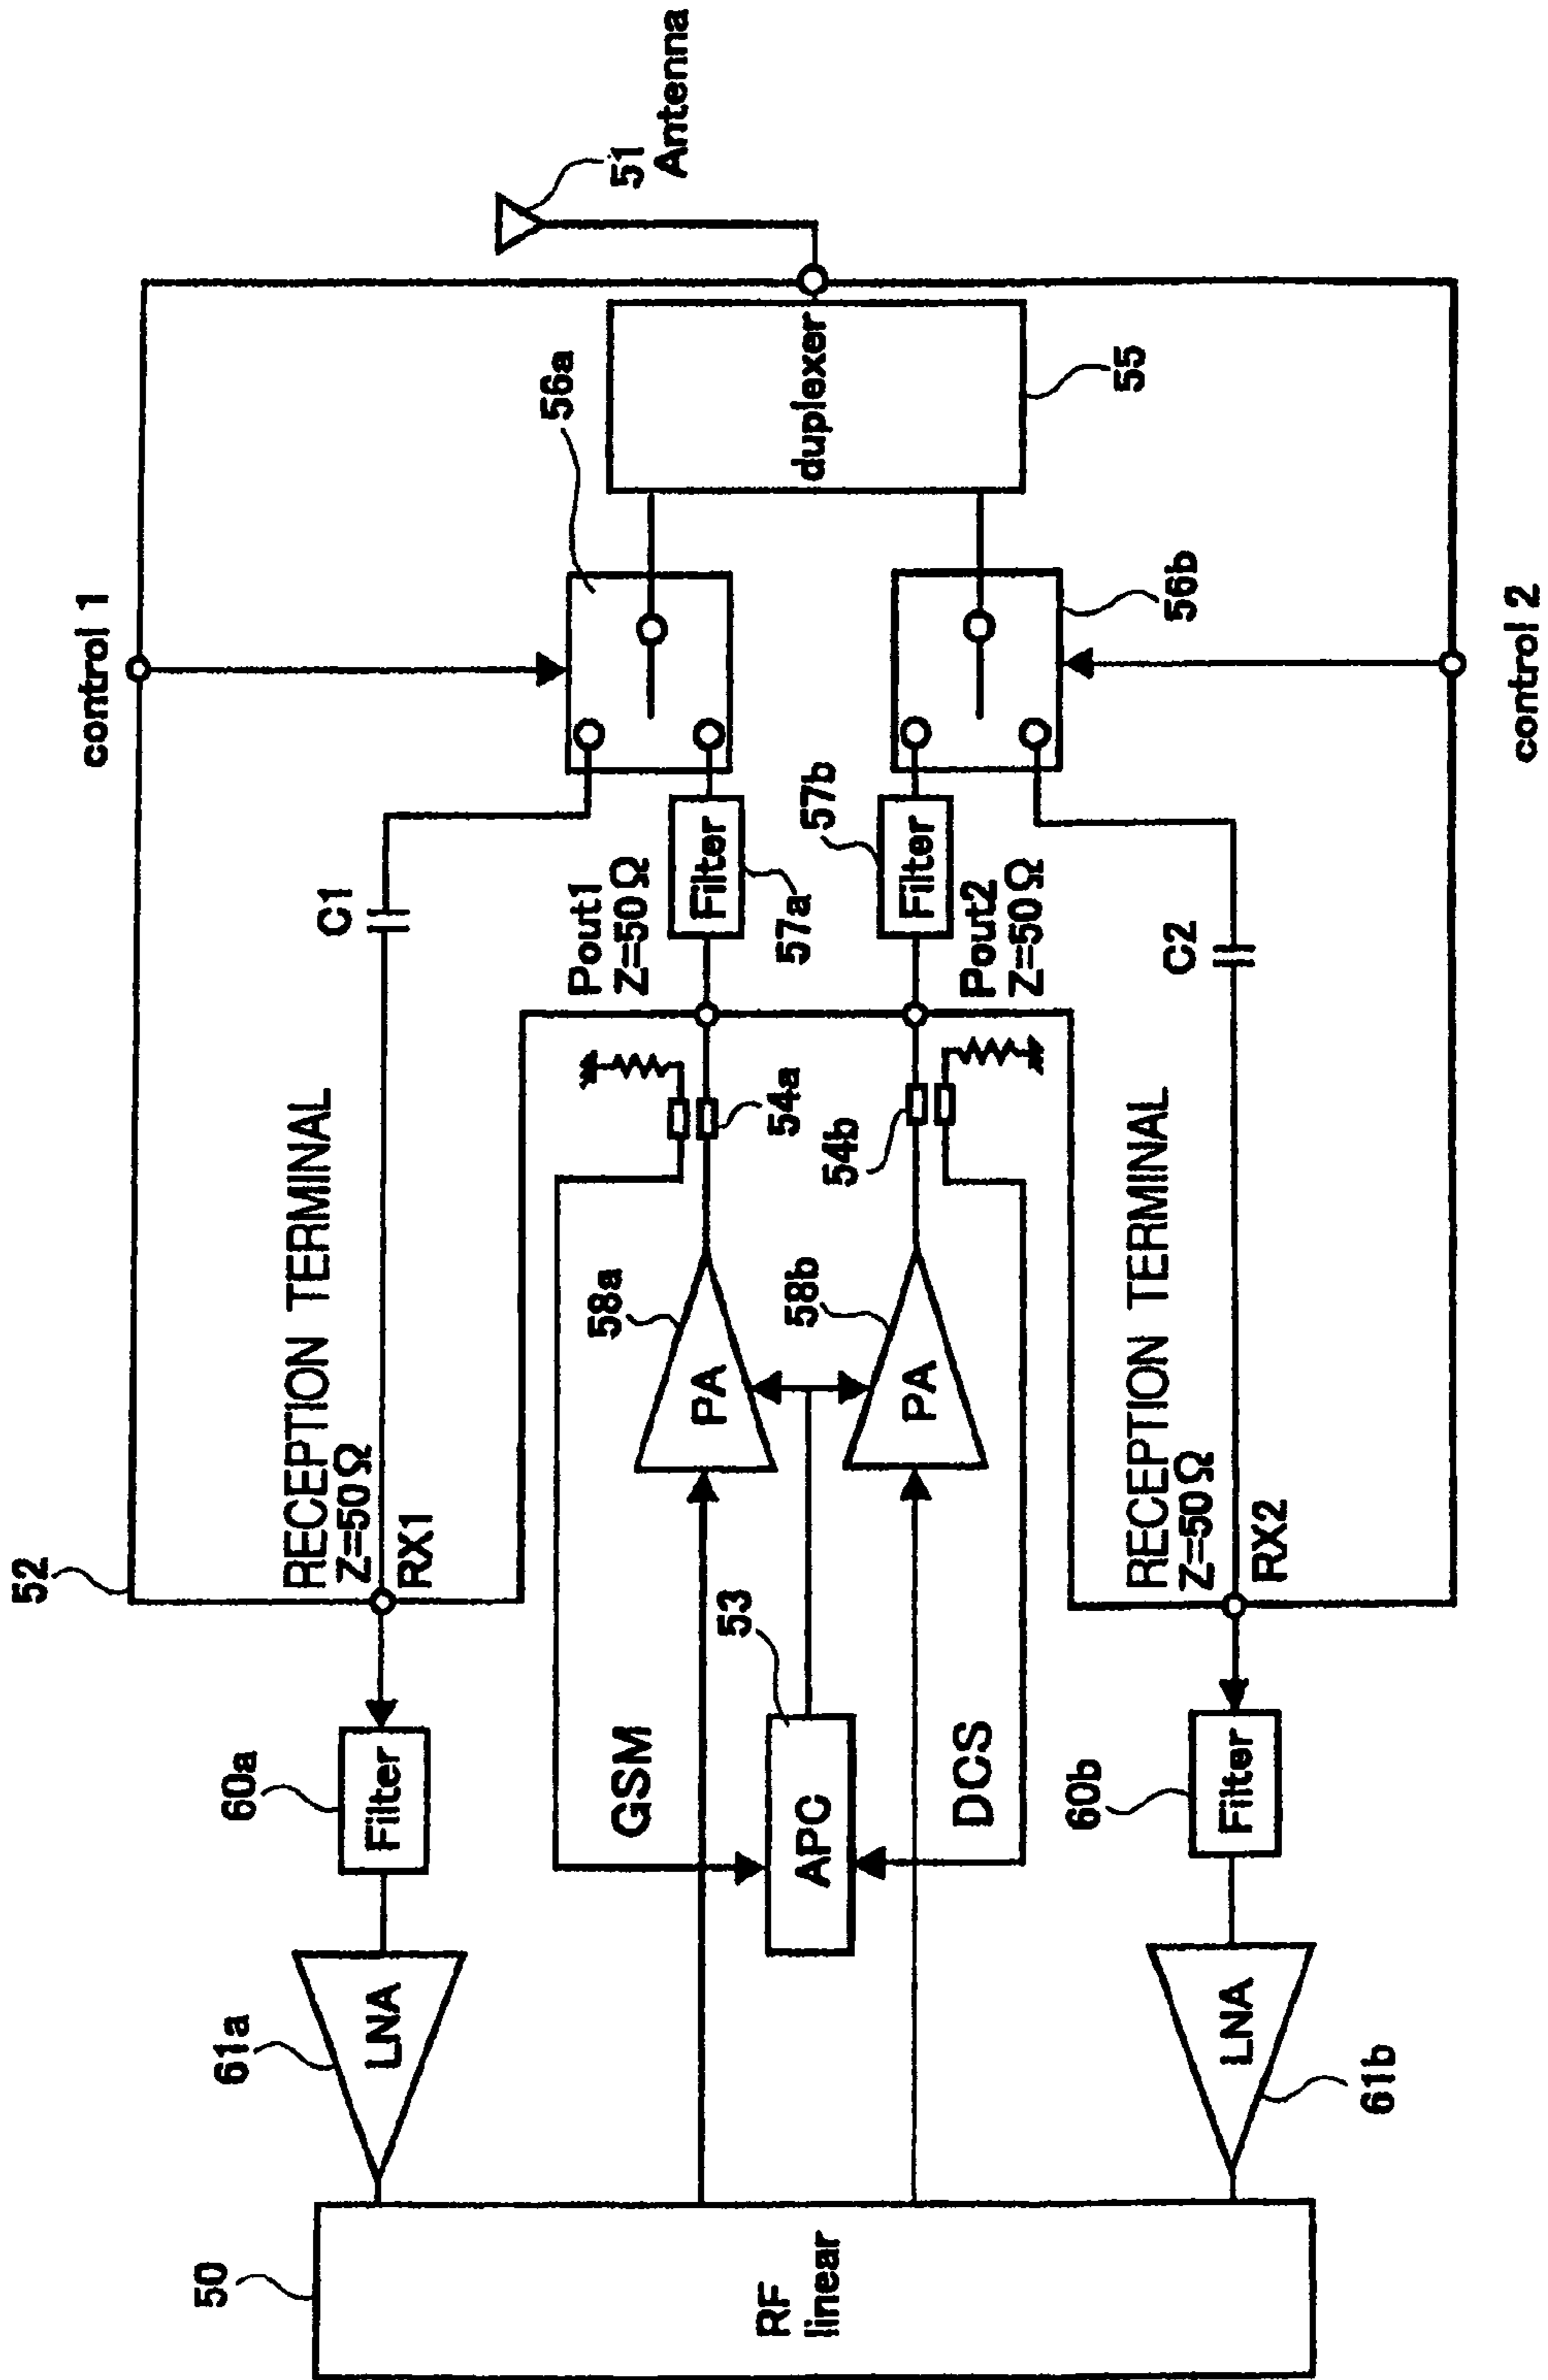 control 1
51
Antenna
56a
52
C1
RECEPTION TERMINAL
Z=50Ω
RX1
60a
Filter
61a
LNA
50
RF
linear
GSM
53
APC
DCS
58a
PA
58b
PA
54a
54b
Pout1
Z=50Ω
Filter
57a
57b
Filter
Pout2
Z=50Ω
duplexer
55
56b
C2
RECEPTION TERMINAL
Z=50Ω
RX2
60b
Filter
61b
LNA
control 2